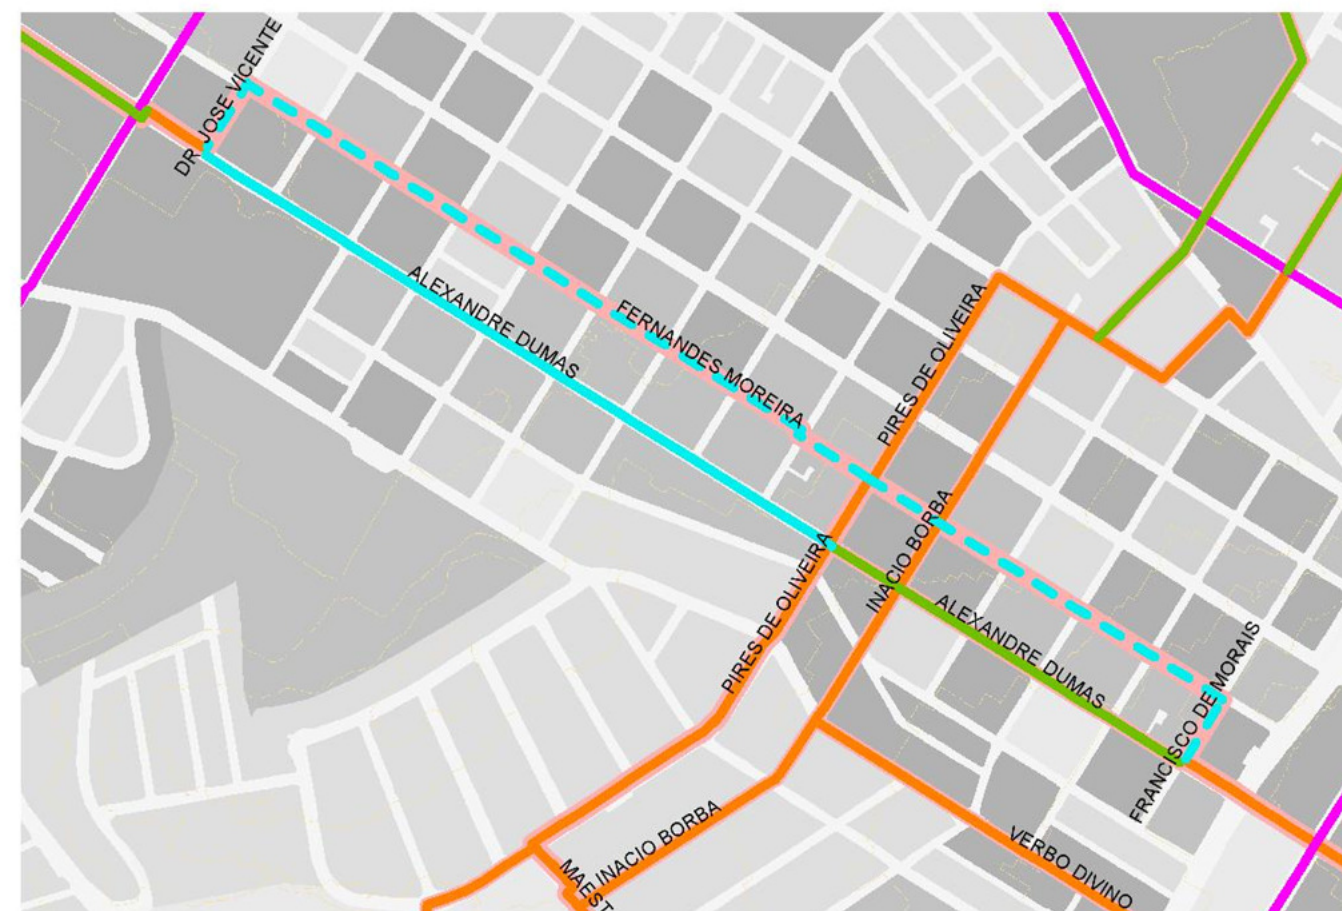 DR. JOSE VICENTE
ALEXANDRE DUMAS
FERNANDES MOREIRA
PIRES DE OLIVEIRA
PIRES DE OLIVEIRA
INACIO BORBA
ALEXANDRE DUMAS
FRANCISCO DE MORAIS
INACIO BORBA
MAEST
VERBO DIVINO